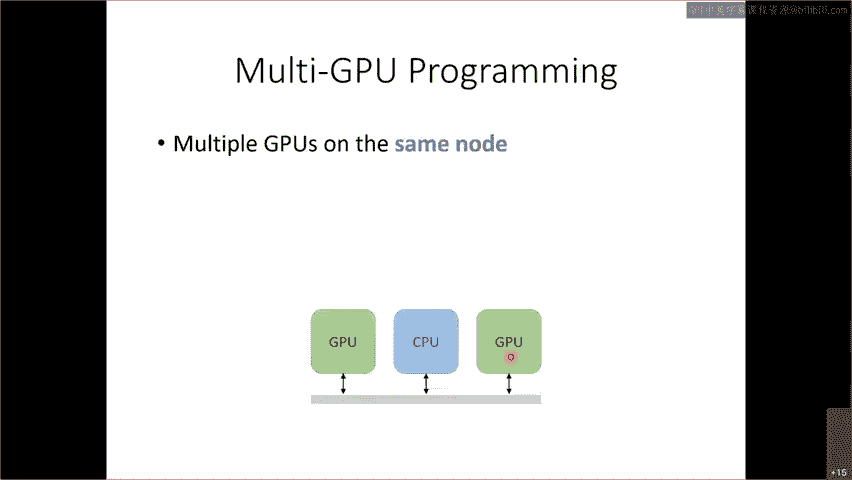 Multi-GPU Programming
• Multiple GPUs on the same node
GPU
CPU
GPU
+15